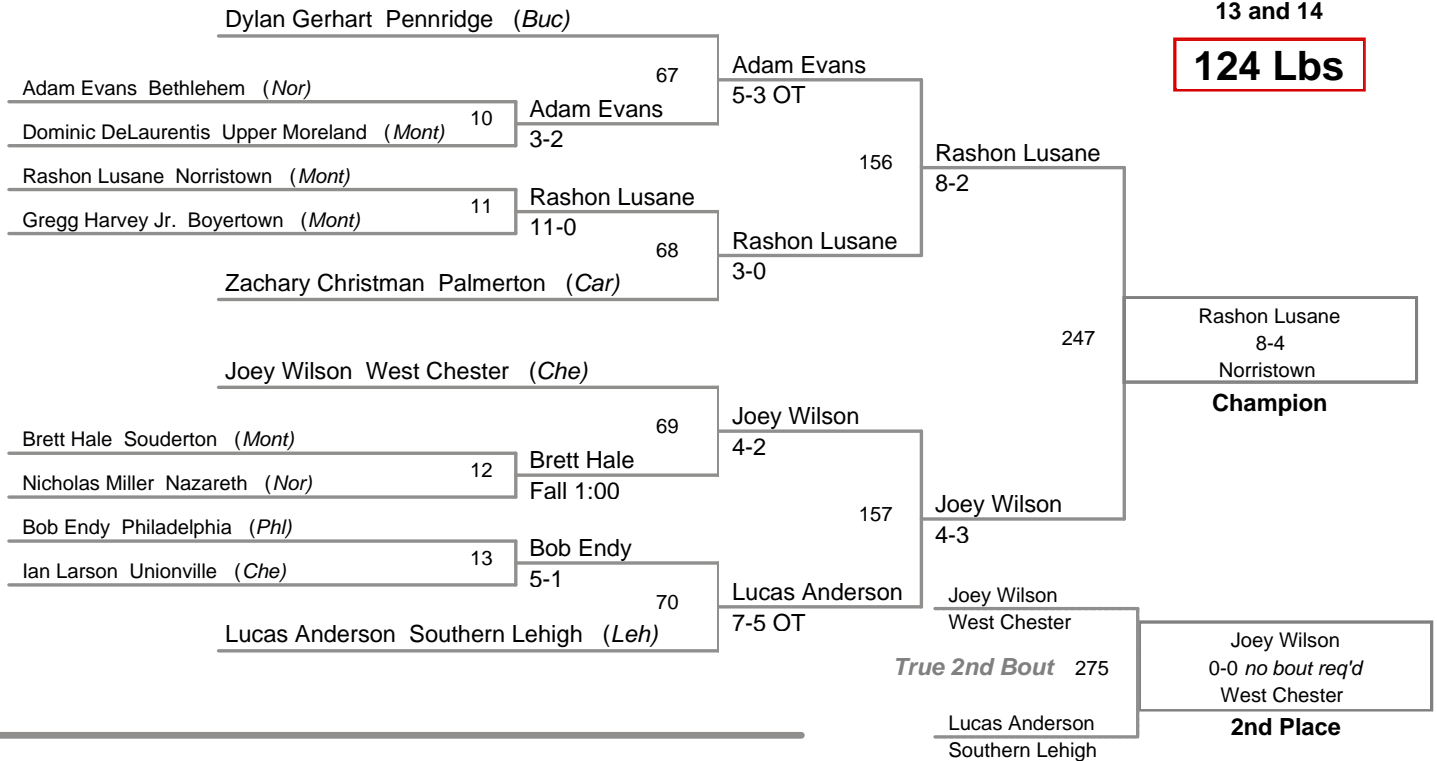 13 and 14
124 Lbs
Dylan Gerhart Pennridge (Buc)
67
Adam Evans
5-3 OT
Adam Evans Bethlehem (Nor)
10
Adam Evans
3-2
Dominic DeLaurentis Upper Moreland (Mont)
156
Rashon Lusane
8-2
Rashon Lusane Norristown (Mont)
11
Rashon Lusane
11-0
Gregg Harvey Jr. Boyertown (Mont)
68
Rashon Lusane
3-0
Zachary Christman Palmerton (Car)
247
Rashon Lusane
8-4
Norristown
Champion
Joey Wilson West Chester (Che)
69
Joey Wilson
4-2
Brett Hale Souderton (Mont)
12
Brett Hale
Fall 1:00
Nicholas Miller Nazareth (Nor)
157
Joey Wilson
4-3
Bob Endy Philadelphia (Phl)
13
Bob Endy
5-1
Ian Larson Unionville (Che)
70
Lucas Anderson
7-5 OT
Lucas Anderson Southern Lehigh (Leh)
Joey Wilson
West Chester
True 2nd Bout 275
Lucas Anderson
Southern Lehigh
Joey Wilson
0-0 no bout req'd
West Chester
2nd Place